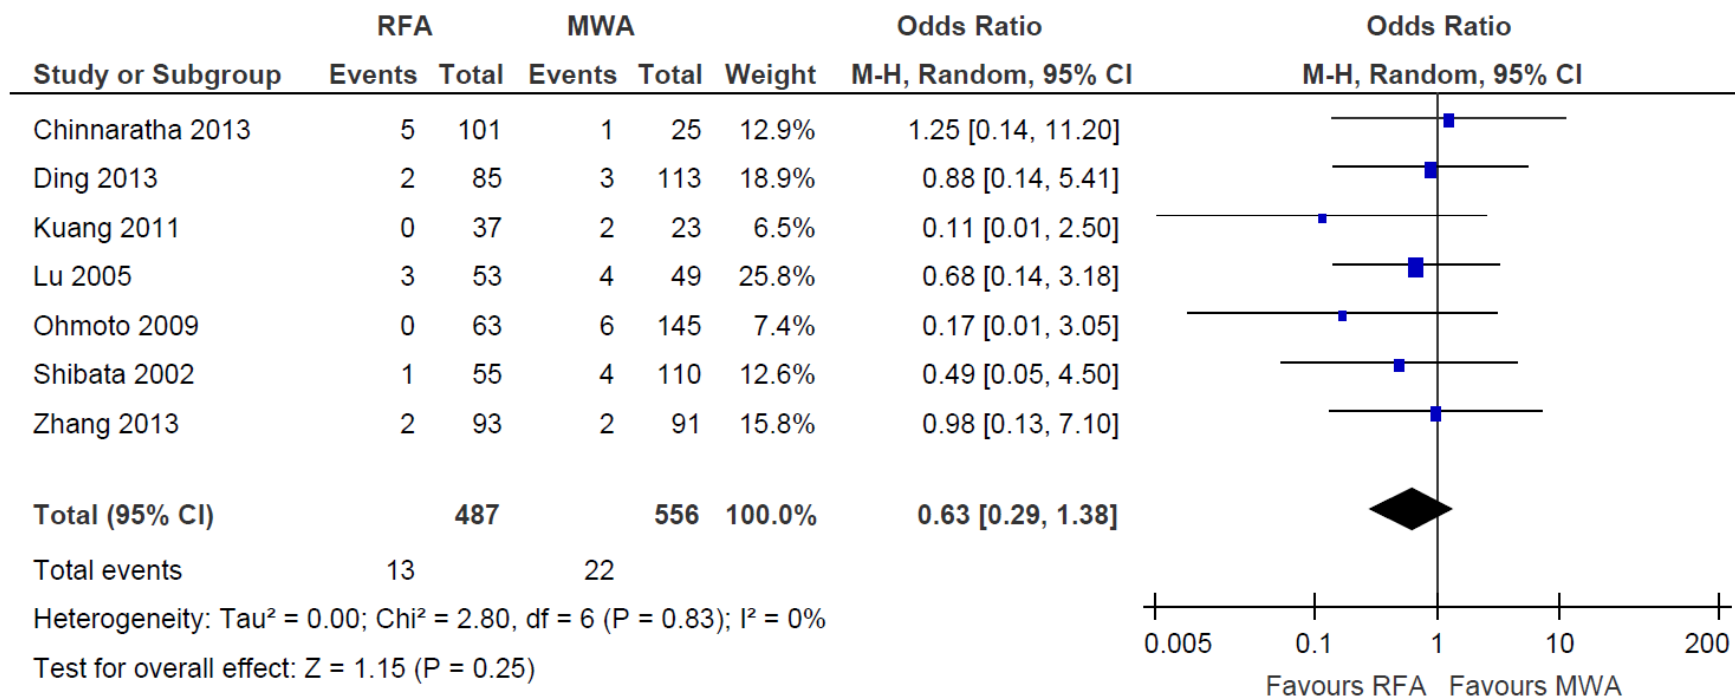 RFA MWA Odds Ratio Odds Ratio
Study or Subgroup Events Total Events Total Weight M-H, Random, 95% CI M-H, Random, 95% CI
Chinnaratha 2013 5 101 1 25 12.9% 1.25 [0.14, 11.20]
Ding 2013 2 85 3 113 18.9% 0.88 [0.14, 5.41]
Kuang 2011 0 37 2 23 6.5% 0.11 [0.01, 2.50]
Lu 2005 3 53 4 49 25.8% 0.68 [0.14, 3.18]
Ohmoto 2009 0 63 6 145 7.4% 0.17 [0.01, 3.05]
Shibata 2002 1 55 4 110 12.6% 0.49 [0.05, 4.50]
Zhang 2013 2 93 2 91 15.8% 0.98 [0.13, 7.10]
Total (95% CI) 487 556 100.0% 0.63 [0.29, 1.38]
Total events 13 22
Heterogeneity: Tau² = 0.00; Chi² = 2.80, df = 6 (P = 0.83); I² = 0%
Test for overall effect: Z = 1.15 (P = 0.25)
0.005 0.1 1 10 200
Favours RFA Favours MWA